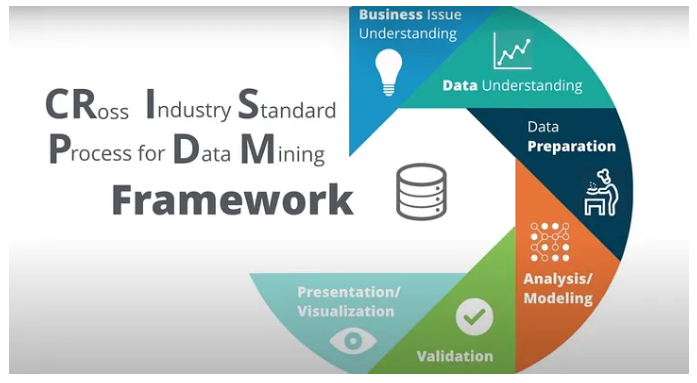 CRoss Industry Standard
Process for Data Mining
Framework
Business Issue
Understanding
Data Understanding
Data
Preparation
Analysis/
Modeling
Validation
Presentation/
Visualization